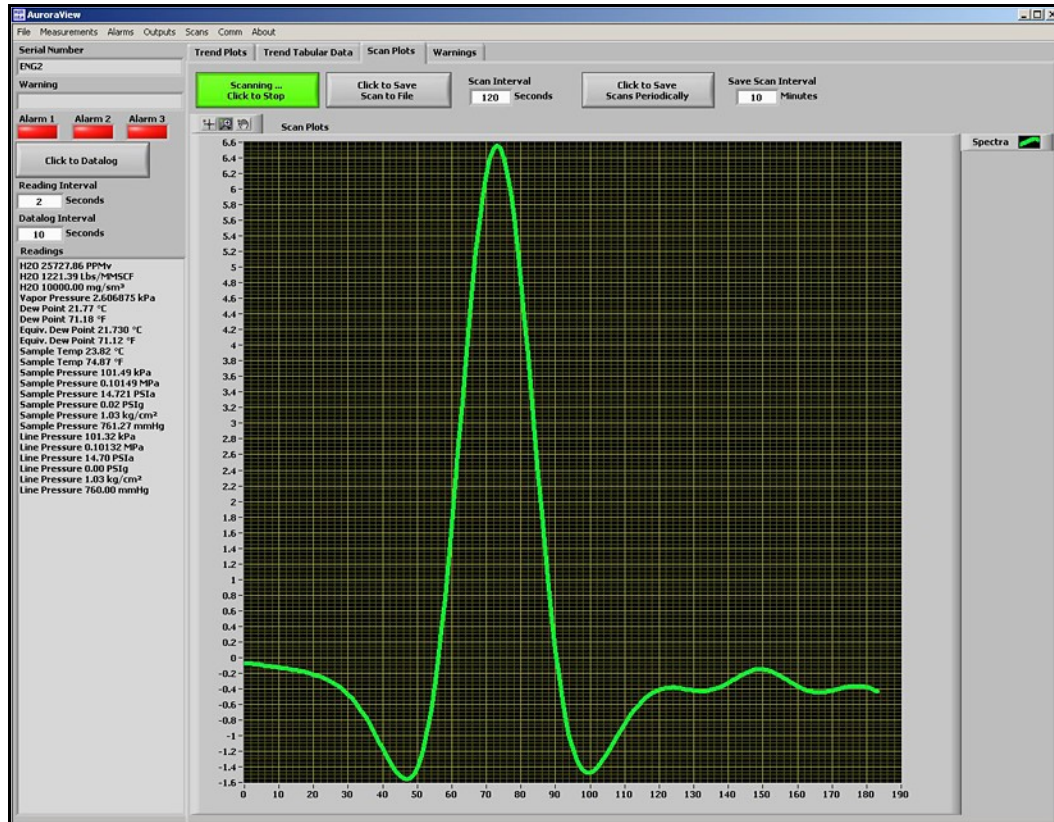 AuroraView
File Measurements Alarms Outputs Scans Comm About
Serial Number
ENG2
Warning
Alarm 1 Alarm 2 Alarm 3
Click to Datalog
Reading Interval
2 Seconds
Datalog Interval
10 Seconds
Readings
H2O 25727.86 PPMv
H2O 1221.39 Lbs/MMSCF
H2O 10000.00 mg/sm³
Vapor Pressure 2.606875 kPa
Dew Point 21.77 °C
Dew Point 71.18 °F
Equiv. Dew Point 21.730 °C
Equiv. Dew Point 71.12 °F
Sample Temp 23.82 °C
Sample Temp 74.87 °F
Sample Pressure 101.49 kPa
Sample Pressure 0.10149 MPa
Sample Pressure 14.721 PSIa
Sample Pressure 0.02 PSIg
Sample Pressure 1.03 kg/cm²
Sample Pressure 761.27 mmHg
Line Pressure 101.32 kPa
Line Pressure 0.10132 MPa
Line Pressure 14.70 PSIa
Line Pressure 0.00 PSIg
Line Pressure 1.03 kg/cm²
Line Pressure 760.00 mmHg
Trend Plots Trend Tabular Data Scan Plots Warnings
Scanning ...
Click to Stop
Click to Save
Scan to File
Scan Interval
120 Seconds
Click to Save
Scans Periodically
Save Scan Interval
10 Minutes
Scan Plots
Spectra
6.6
6.4
6.2
6
5.8
5.6
5.4
5.2
5
4.8
4.6
4.4
4.2
4
3.8
3.6
3.4
3.2
3
2.8
2.6
2.4
2.2
2
1.8
1.6
1.4
1.2
1
0.8
0.6
0.4
0.2
0
-0.2
-0.4
-0.6
-0.8
-1
-1.2
-1.4
-1.6
0 10 20 30 40 50 60 70 80 90 100 110 120 130 140 150 160 170 180 190